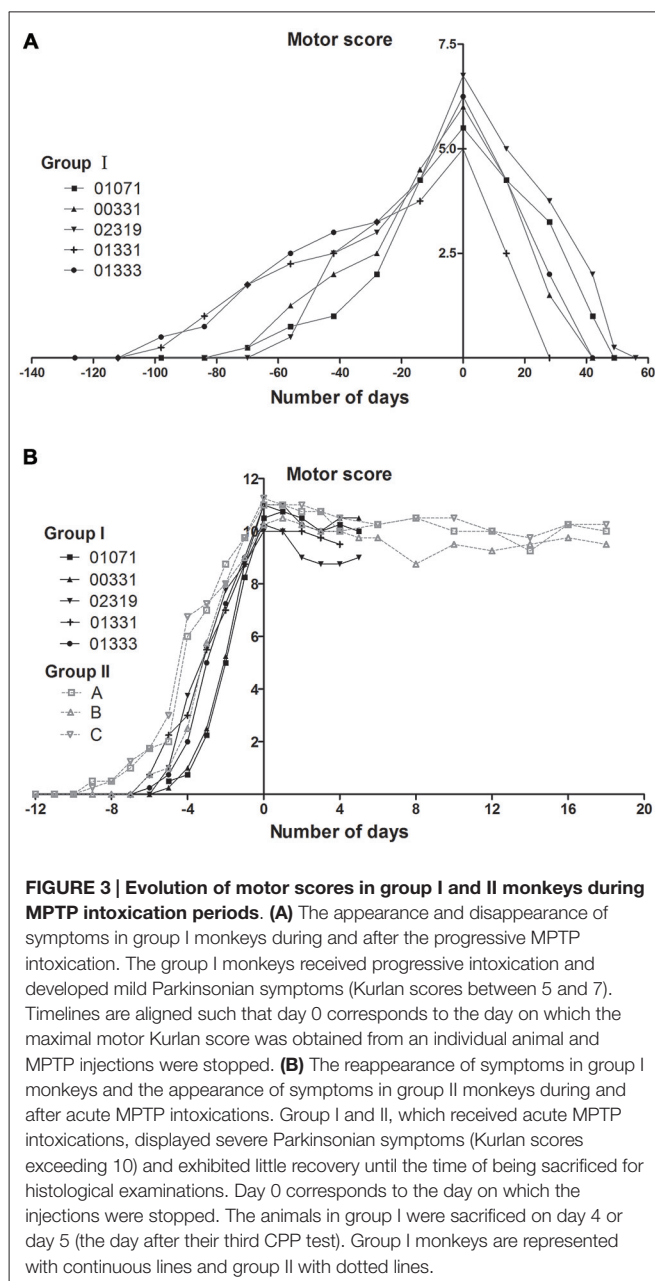 A
Motor score
7.5
5.0
2.5
Group I
01071
00331
02319
01331
01333
-140 -120 -100 -80 -60 -40 -20 0 20 40 60
Number of days
B
Motor score
12
10
8
6
4
2
Group I
01071
00331
02319
01331
01333
Group II
A
B
C
-12 -8 -4 0 4 8 12 16 20
Number of days
FIGURE 3 | Evolution of motor scores in group I and II monkeys during
MPTP intoxication periods. (A) The appearance and disappearance of
symptoms in group I monkeys during and after the progressive MPTP
intoxication. The group I monkeys received progressive intoxication and
developed mild Parkinsonian symptoms (Kurlan scores between 5 and 7).
Timelines are aligned such that day 0 corresponds to the day on which the
maximal motor Kurlan score was obtained from an individual animal and
MPTP injections were stopped. (B) The reappearance of symptoms in group I
monkeys and the appearance of symptoms in group II monkeys during and
after acute MPTP intoxications. Group I and II, which received acute MPTP
intoxications, displayed severe Parkinsonian symptoms (Kurlan scores
exceeding 10) and exhibited little recovery until the time of being sacrificed for
histological examinations. Day 0 corresponds to the day on which the
injections were stopped. The animals in group I were sacrificed on day 4 or
day 5 (the day after their third CPP test). Group I monkeys are represented
with continuous lines and group II with dotted lines.